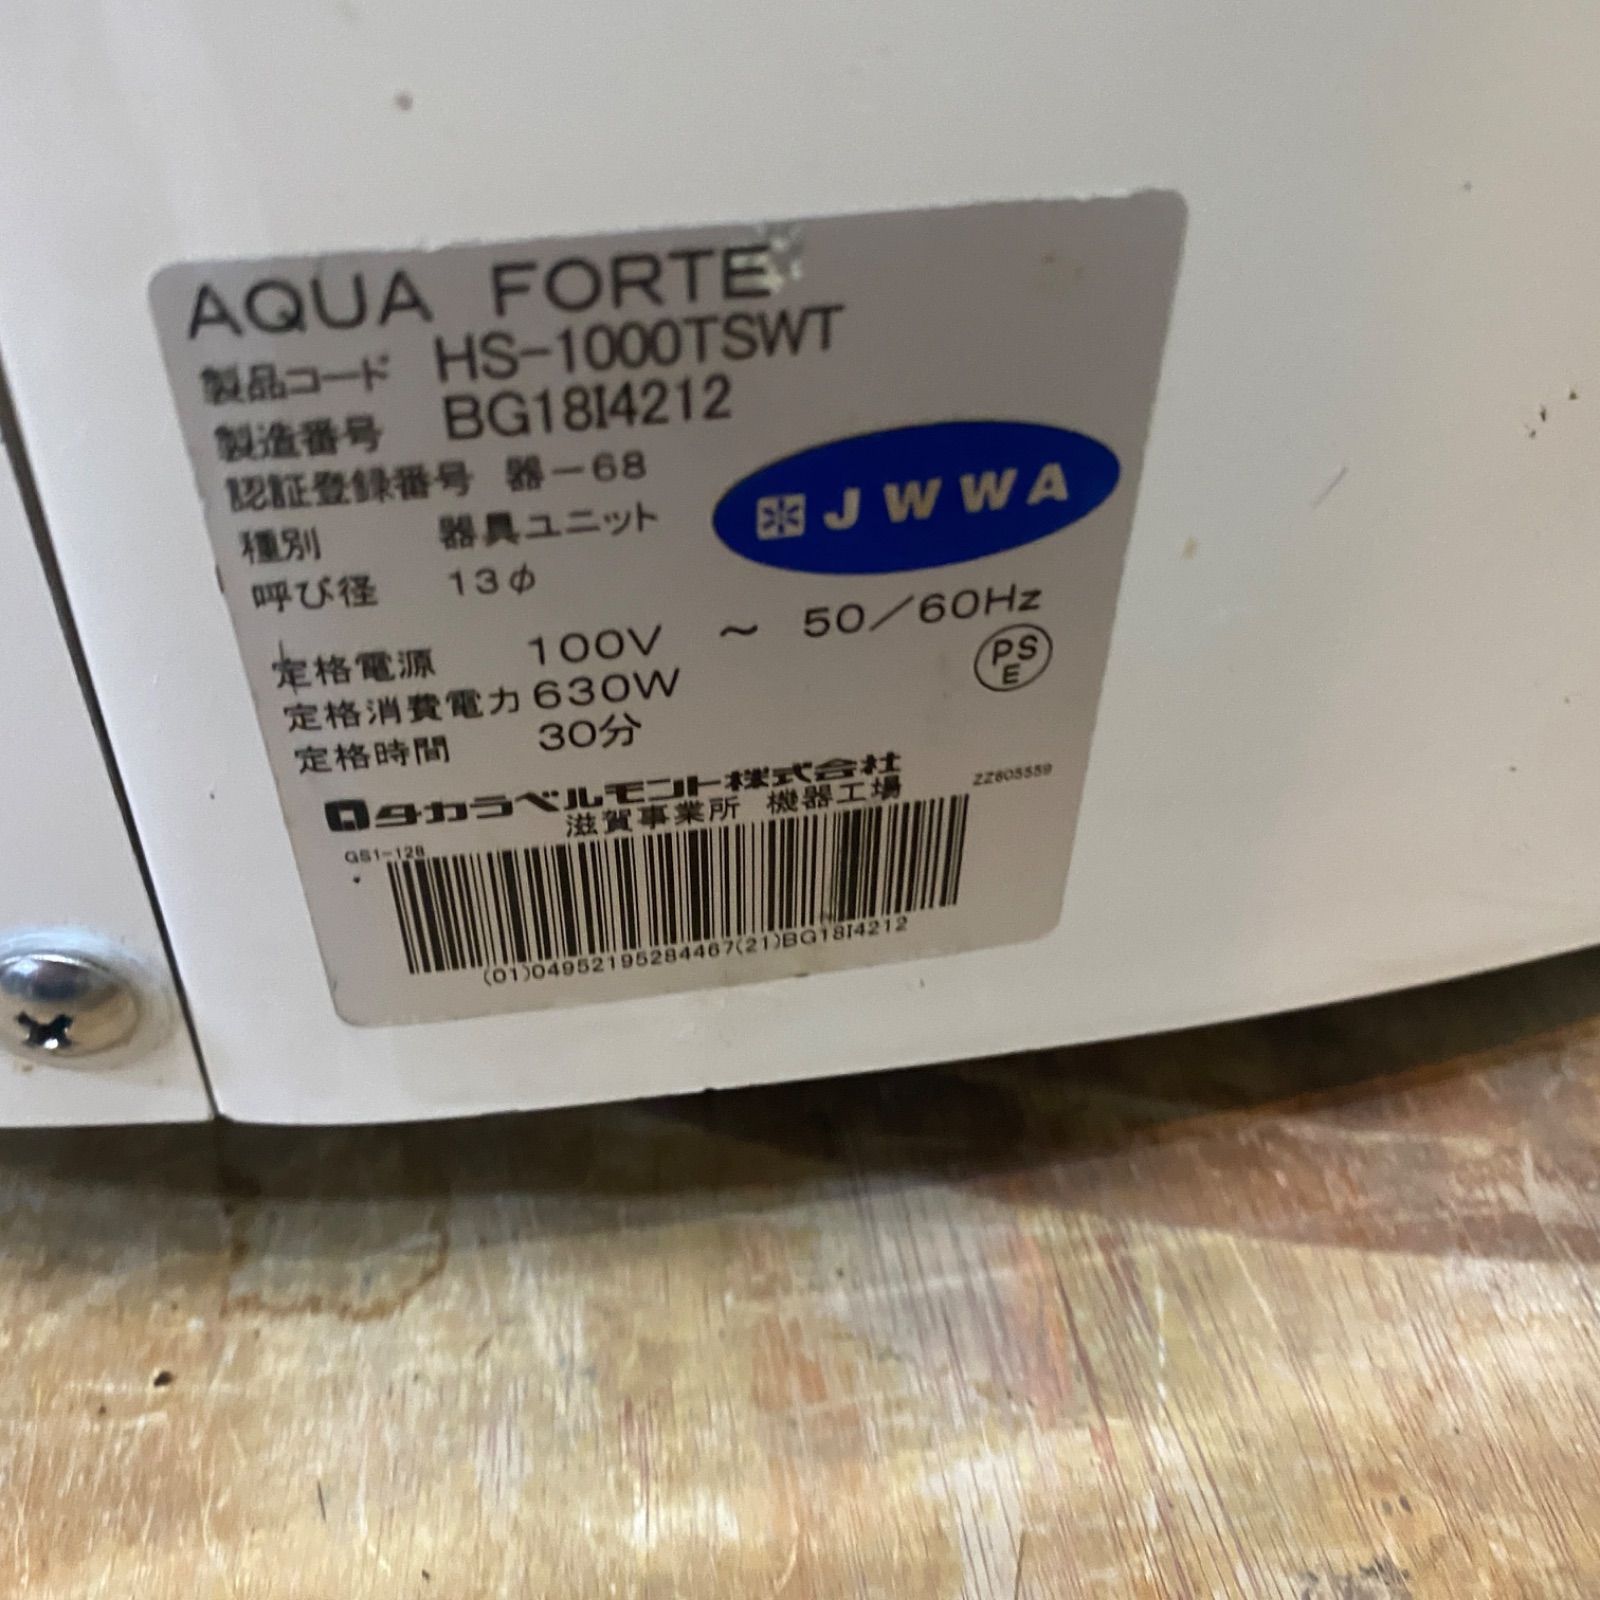 AQUA FORTE
製品コード HS-1000TSWT
製造番号 BG18I4212
認証登録番号 器-68
種別 器具ユニット
呼び径 13φ
JWWA
定格電源 100V ～ 50/60Hz
定格消費電力 630W
PS
E
定格時間 30分
タカラベルモント株式会社
滋賀事業所 機器工場
ZZ605559
GS1-128
(01)04952195284467(21)BG18I4212